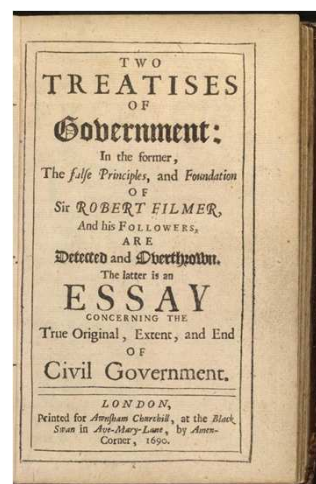 TWO
TREATISES
OF
Government:
In the former,
The false Principles, and Foundation
OF
Sir ROBERT FILMER,
And his FOLLOWERS,
ARE
Detected and Overthrown.
The latter is an
ESSAY
CONCERNING THE
True Original, Extent, and End
OF
Civil Government.
LONDON,
Printed for Awnsham Churchill, at the Black
Swan in Ave-Mary-Lane, by Amen-
Corner, 1690.